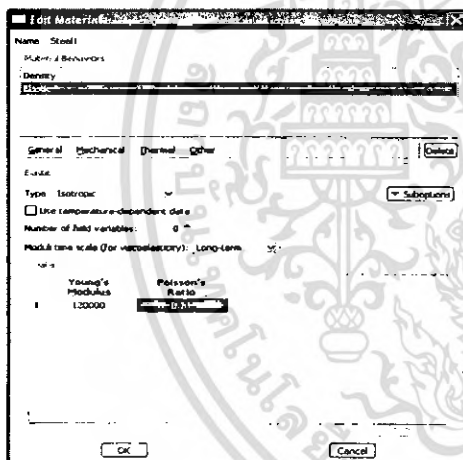 Edit Material
Name Steel1
Material Behaviors
Density
General Mechanical Thermal Other
Delete
Elastic
Type Isotropic
Suboptions
Use temperature-dependent data
Number of field variables: 0
Moduli time scale (for viscoelasticity): Long-term
Data
Young's Modulus
Poisson's Ratio
1
OK
Cancel